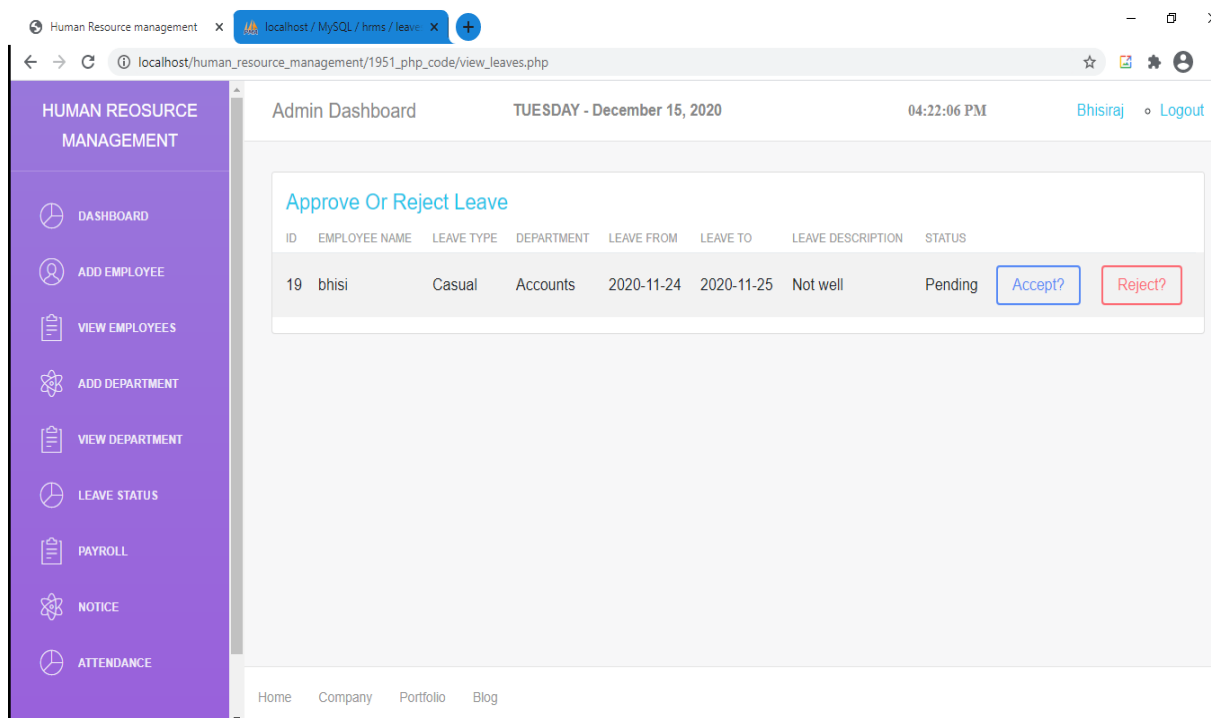 Human Resource management
localhost / MySQL / hrms / leave
localhost/human_resource_management/1951_php_code/view_leaves.php
HUMAN REOSURCE
MANAGEMENT
DASHBOARD
ADD EMPLOYEE
VIEW EMPLOYEES
ADD DEPARTMENT
VIEW DEPARTMENT
LEAVE STATUS
PAYROLL
NOTICE
ATTENDANCE
Admin Dashboard TUESDAY - December 15, 2020 04:22:06 PM Bhisiraj Logout
Approve Or Reject Leave
ID EMPLOYEE NAME LEAVE TYPE DEPARTMENT LEAVE FROM LEAVE TO LEAVE DESCRIPTION STATUS
19 bhisi Casual Accounts 2020-11-24 2020-11-25 Not well Pending Accept? Reject?
Home Company Portfolio Blog